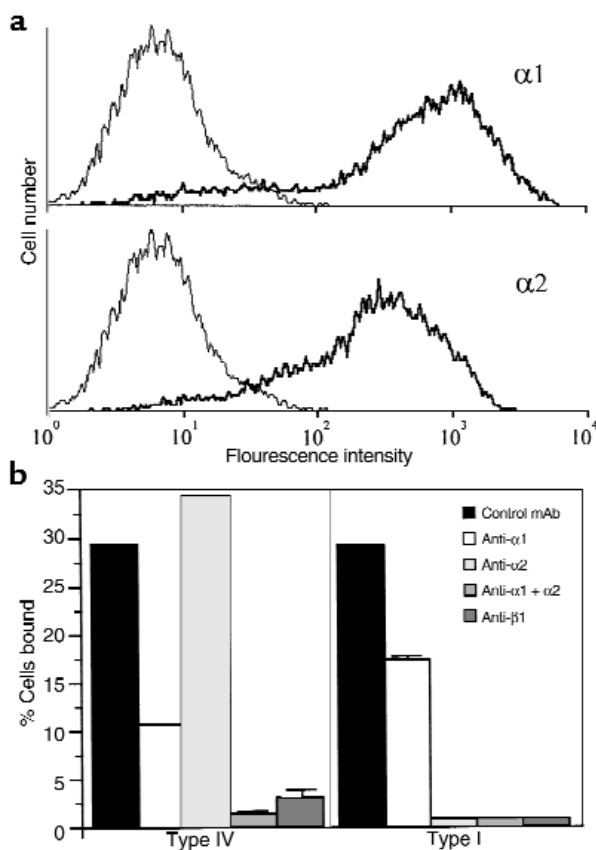 a
α1
Cell number
α2
10⁰ 10¹ 10² 10³ 10⁴
Flourescence intensity
b
35
30
25
20
15
10
5
0
% Cells bound
Control mAb
Anti-α1
Anti-α2
Anti-α1 + α2
Anti-β1
Type IV Type I